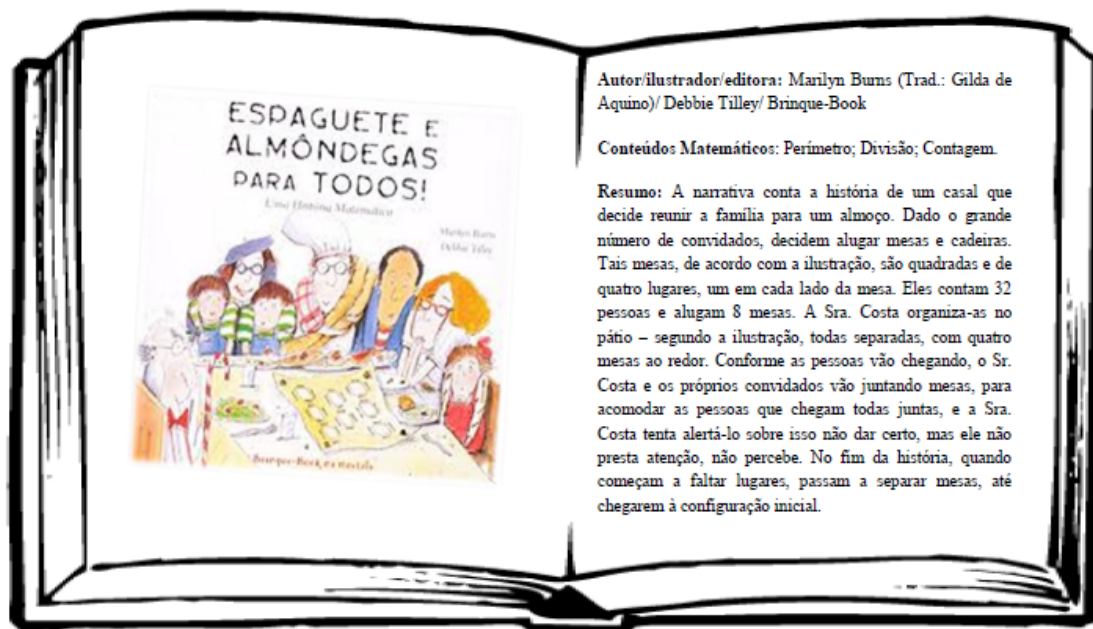 ESPAGUETE E
ALMÔNDEGAS
PARA TODOS!
Uma História Matemática
Marilyn Burns
Debbie Tilley
Autor/ilustrador/editora: Marilyn Burns (Trad.: Gilda de
Aquino)/ Debbie Tilley/ Brinque-Book
Conteúdos Matemáticos: Perímetro; Divisão; Contagem.
Resumo: A narrativa conta a história de um casal que
decide reunir a família para um almoço. Dado o grande
número de convidados, decidem alugar mesas e cadeiras.
Tais mesas, de acordo com a ilustração, são quadradas e de
quatro lugares, um em cada lado da mesa. Eles contam 32
pessoas e alugam 8 mesas. A Sra. Costa organiza-as no
pátio – segundo a ilustração, todas separadas, com quatro
mesas ao redor. Conforme as pessoas vão chegando, o Sr.
Costa e os próprios convidados vão juntando mesas, para
acomodar as pessoas que chegam todas juntas, e a Sra.
Costa tenta alertá-lo sobre isso não dar certo, mas ele não
presta atenção, não percebe. No fim da história, quando
começam a faltar lugares, passam a separar mesas, até
chegarem à configuração inicial.